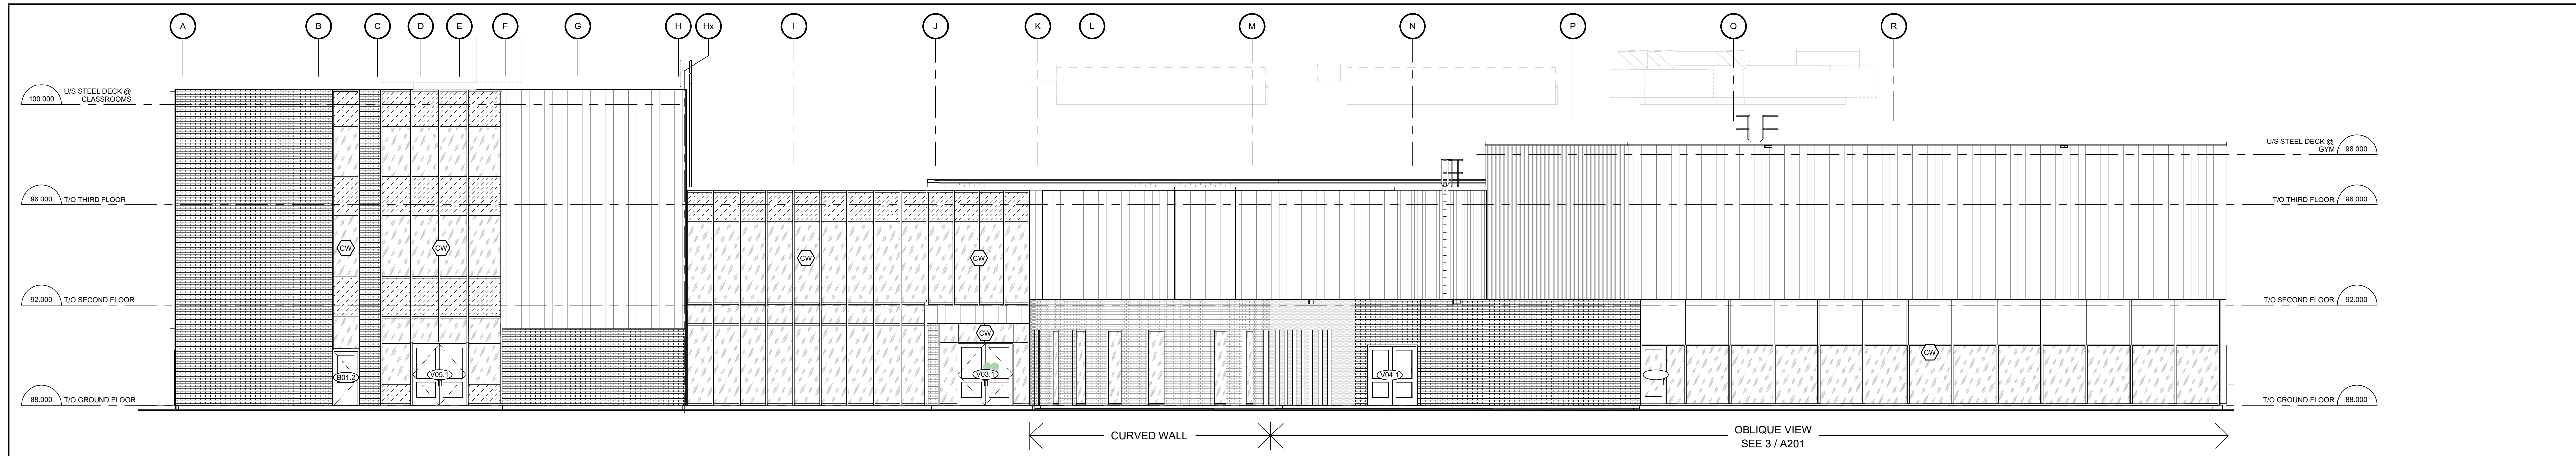 A B C D E F G H Hx I J K L M N P Q R
100.000 U/S STEEL DECK @
CLASSROOMS
U/S STEEL DECK @
GYM 98.000
96.000 T/O THIRD FLOOR
T/O THIRD FLOOR 96.000
CW CW CW CW
92.000 T/O SECOND FLOOR
T/O SECOND FLOOR 92.000
CW
CW
B01.2 V05.1 V03.1 V04.1
88.000 T/O GROUND FLOOR
T/O GROUND FLOOR 88.000
CURVED WALL
OBLIQUE VIEW
SEE 3 / A201